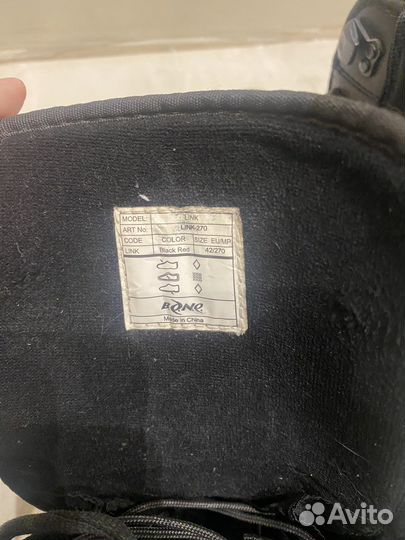 MODEL LINK
ART No. LINK-270
CODE COLOR SIZE EU/MP
LINK Black Red 42/270
BONE
Made in China
Avito